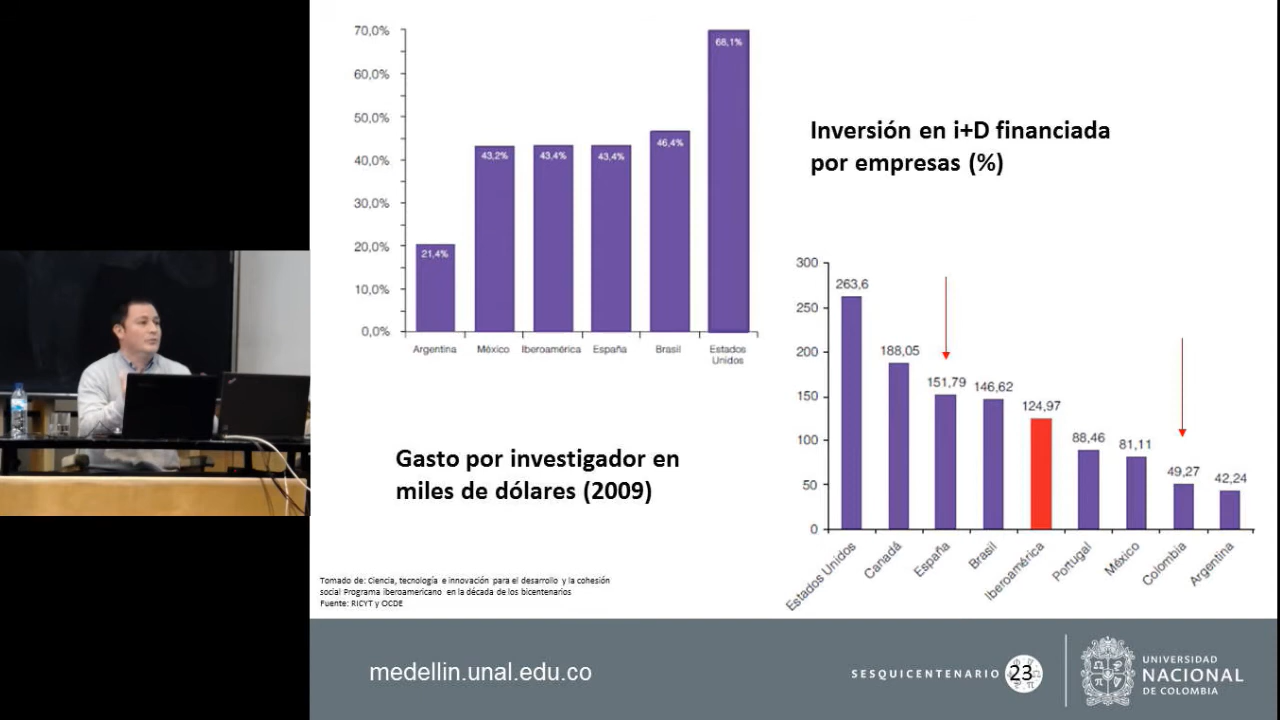 70,0%
60,0%
50,0%
40,0%
30,0%
20,0%
10,0%
0,0%
21,4%
43,2%
43,4%
43,4%
46,4%
66,1%
Argentina
México
Iberoamérica
España
Brasil
Estados
Unidos
Inversión en i+D financiada
por empresas (%)
Gasto por investigador en
miles de dólares (2009)
300
250
200
150
100
50
0
263,6
188,05
151,79
146,62
124,97
88,46
81,11
49,27
42,24
Estados Unidos
Canadá
España
Brasil
Iberoamérica
Portugal
México
Colombia
Argentina
Tomado de: Ciencia, tecnología e innovación para el desarrollo y la cohesión
social Programa iberoamericano en la década de los bicentenarios
Fuente: RICYT y OCDE
medellin.unal.edu.co
SESQUICENTENARIO
23
UNIVERSIDAD
NACIONAL
DE COLOMBIA